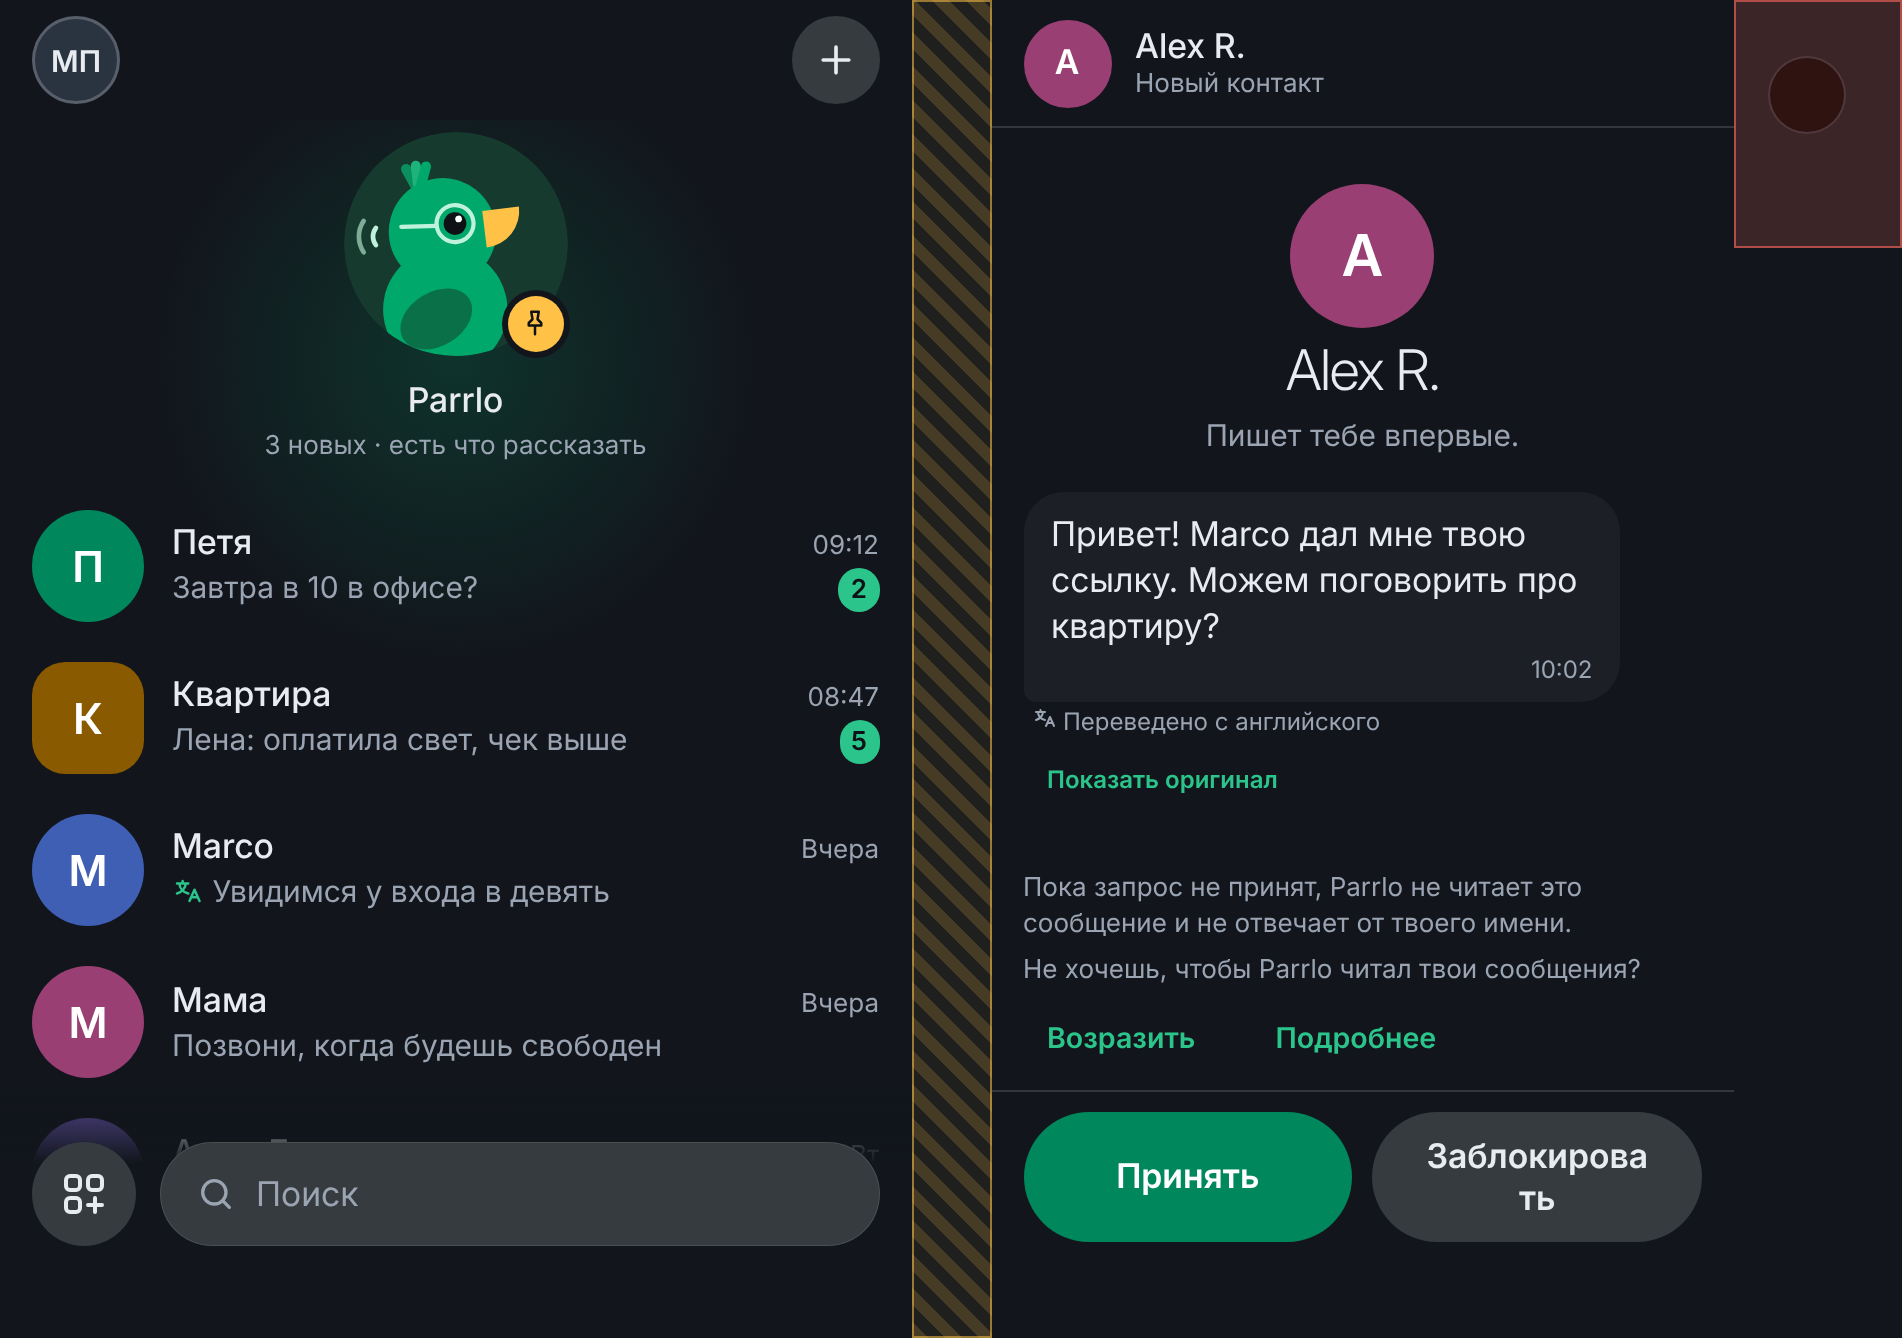 МП
Parrlo
3 новых · есть что рассказать
П
Петя
09:12
Завтра в 10 в офисе?
2
К
Квартира
08:47
Лена: оплатила свет, чек выше
5
M
Marco
Вчера
Увидимся у входа в девять
М
Мама
Вчера
Позвони, когда будешь свободен
Поиск
A
Alex R.
Новый контакт
A
Alex R.
Пишет тебе впервые.
Привет! Marco дал мне твою
ссылку. Можем поговорить про
квартиру?
10:02
Переведено с английского
Показать оригинал
Пока запрос не принят, Parrlo не читает это
сообщение и не отвечает от твоего имени.
Не хочешь, чтобы Parrlo читал твои сообщения?
Возразить
Подробнее
Принять
Заблокирова
ть